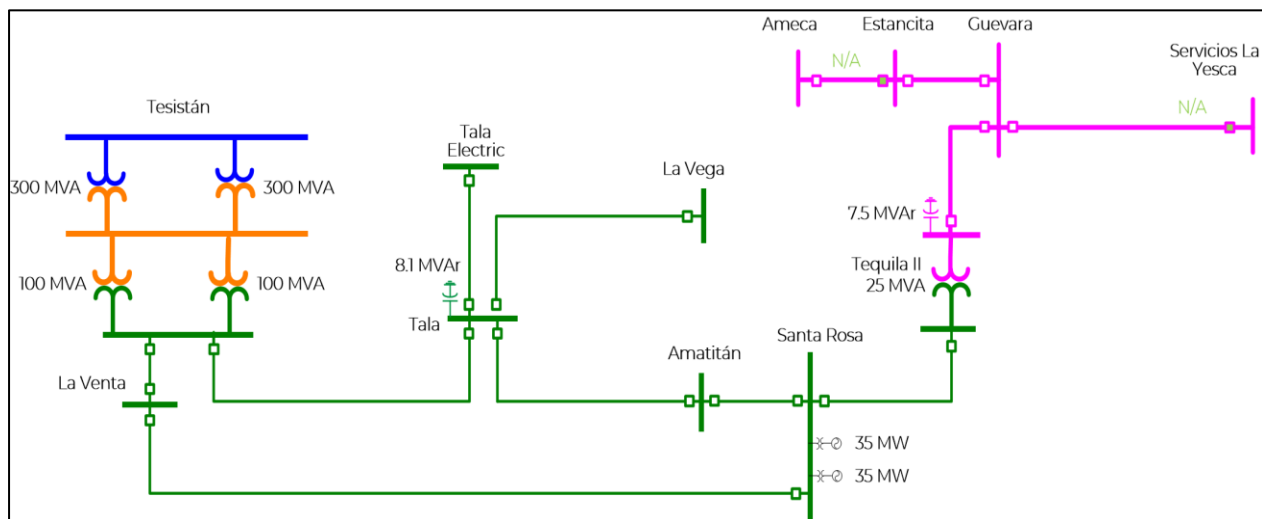 Ameca
Estancita
Guevara
N/A
Servicios La
Yesca
N/A
Tesistán
300 MVA
300 MVA
100 MVA
100 MVA
La Venta
Tala
Electric
La Vega
8.1 MVAr
Tala
Amatitán
Santa Rosa
35 MW
35 MW
7.5 MVAr
Tequila II
25 MVA